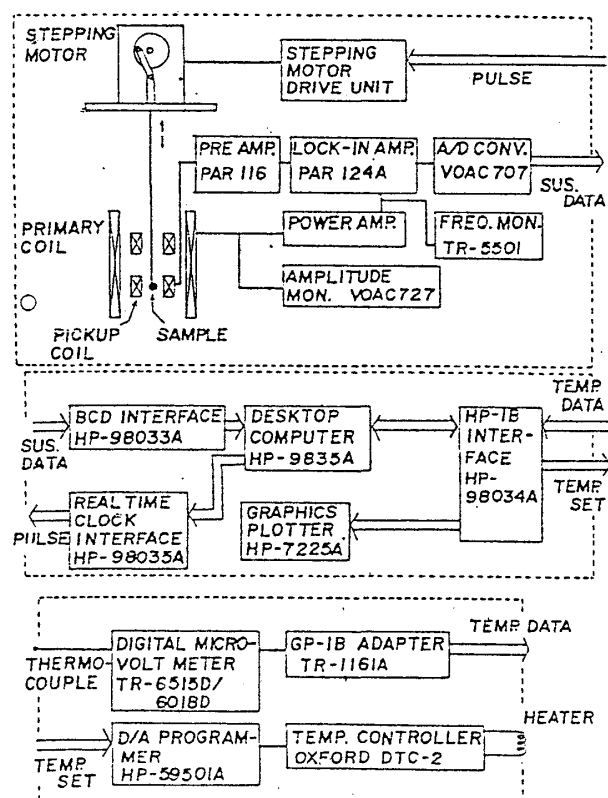 STEPPING
MOTOR
STEPPING
MOTOR
DRIVE UNIT
PULSE
PRE AMP.
PAR 116
LOCK-IN AMP.
PAR 124A
A/D CONV.
VOAC 707
SUS. DATA
PRIMARY
COIL
POWER AMP.
FREQ. MON.
TR-5501
AMPLITUDE
MON. VOAC727
PICKUP
COIL
SAMPLE
BCD INTERFACE
HP-98033A
SUS.
DATA
DESKTOP
COMPUTER
HP-9835A
HP-IB
INTER-
FACE
HP-
98034A
TEMP.
DATA
TEMP.
SET
REAL TIME
CLOCK
INTERFACE
HP-98035A
PULSE
GRAPHICS
PLOTTER
HP-7225A
THERMO-
COUPLE
DIGITAL MICRO-
VOLT METER
TR-6515D/
6018D
GP-IB ADAPTER
TR-1161A
TEMP. DATA
TEMP.
SET
D/A PROGRAM-
MER
HP-59501A
TEMP. CONTROLLER
OXFORD DTC-2
HEATER